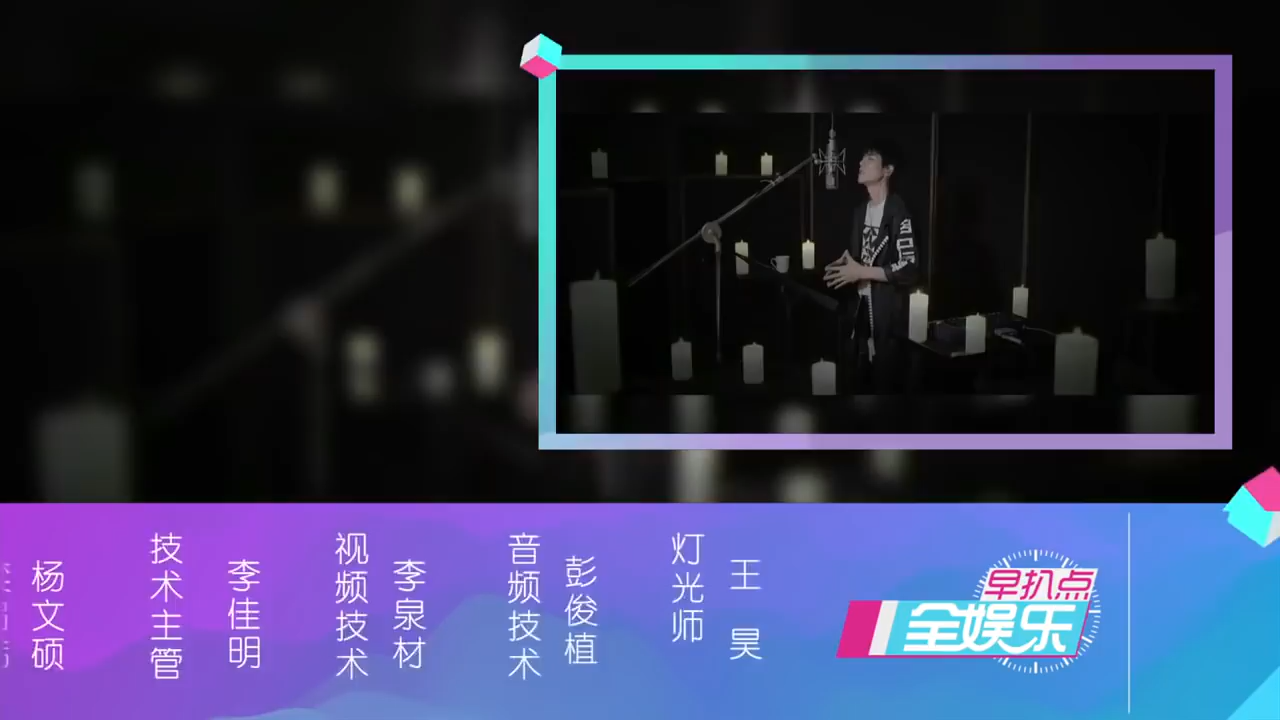 杨文硕
技术主管
李佳明
视频技术
李泉材
音频技术
彭俊植
灯光师
王昊
早扒点
全娱乐